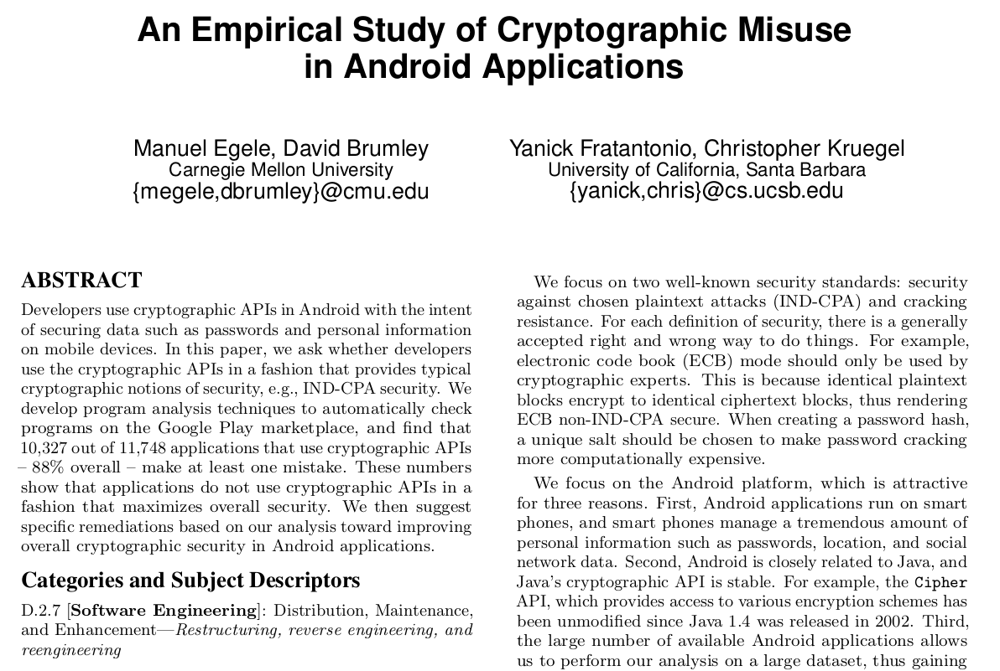 An Empirical Study of Cryptographic Misuse
in Android Applications
Manuel Egele, David Brumley
Carnegie Mellon University
{megele,dbrumley}@cmu.edu
Yanick Fratantonio, Christopher Kruegel
University of California, Santa Barbara
{yanick,chris}@cs.ucsb.edu
ABSTRACT
Developers use cryptographic APIs in Android with the intent
of securing data such as passwords and personal information
on mobile devices. In this paper, we ask whether developers
use the cryptographic APIs in a fashion that provides typical
cryptographic notions of security, e.g., IND-CPA security. We
develop program analysis techniques to automatically check
programs on the Google Play marketplace, and find that
10,327 out of 11,748 applications that use cryptographic APIs
– 88% overall – make at least one mistake. These numbers
show that applications do not use cryptographic APIs in a
fashion that maximizes overall security. We then suggest
specific remediations based on our analysis toward improving
overall cryptographic security in Android applications.
Categories and Subject Descriptors
D.2.7 [Software Engineering]: Distribution, Maintenance,
and Enhancement—Restructuring, reverse engineering, and
reengineering
We focus on two well-known security standards: security
against chosen plaintext attacks (IND-CPA) and cracking
resistance. For each definition of security, there is a generally
accepted right and wrong way to do things. For example,
electronic code book (ECB) mode should only be used by
cryptographic experts. This is because identical plaintext
blocks encrypt to identical ciphertext blocks, thus rendering
ECB non-IND-CPA secure. When creating a password hash,
a unique salt should be chosen to make password cracking
more computationally expensive.
We focus on the Android platform, which is attractive
for three reasons. First, Android applications run on smart
phones, and smart phones manage a tremendous amount of
personal information such as passwords, location, and social
network data. Second, Android is closely related to Java, and
Java's cryptographic API is stable. For example, the Cipher
API, which provides access to various encryption schemes has
been unmodified since Java 1.4 was released in 2002. Third,
the large number of available Android applications allows
us to perform our analysis on a large dataset, thus gaining